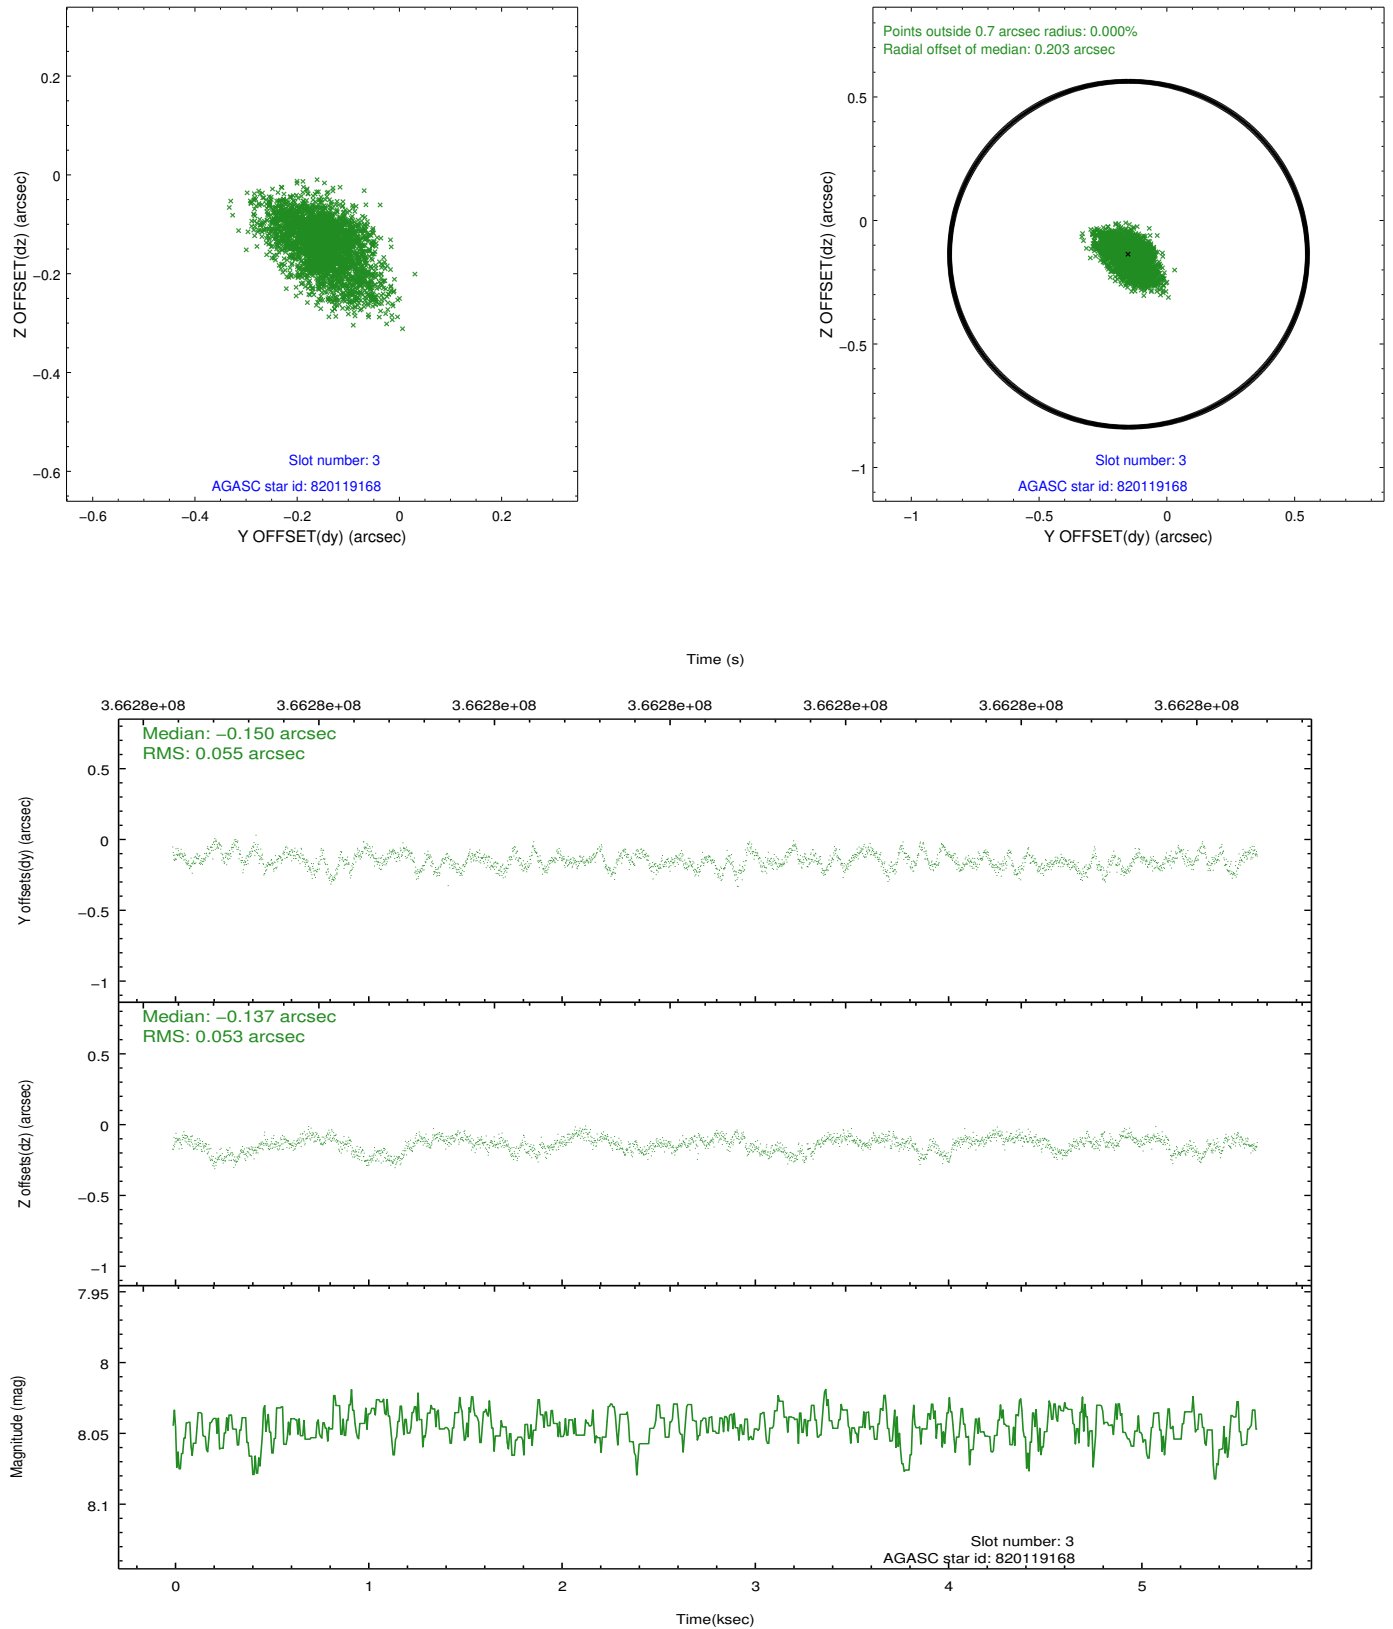 0.2
0
−0.2
−0.4
−0.6
Z OFFSET(dz) (arcsec)
Slot number: 3
AGASC star id: 820119168
−0.6
−0.4
−0.2
0
0.2
Y OFFSET(dy) (arcsec)
Points outside 0.7 arcsec radius: 0.000%
Radial offset of median: 0.203 arcsec
0.5
0
−0.5
−1
Z OFFSET(dz) (arcsec)
Slot number: 3
AGASC star id: 820119168
−1
−0.5
0
0.5
Y OFFSET(dy) (arcsec)
Time (s)
3.6628e+08
3.6628e+08
3.6628e+08
3.6628e+08
3.6628e+08
3.6628e+08
3.6628e+08
Median: −0.150 arcsec
RMS: 0.055 arcsec
0.5
0
−0.5
−1
Y offsets(dy) (arcsec)
Median: −0.137 arcsec
RMS: 0.053 arcsec
0.5
0
−0.5
−1
Z offsets(dz) (arcsec)
7.95
8
8.05
8.1
Magnitude (mag)
Slot number: 3
AGASC star id: 820119168
0
1
2
3
4
5
Time(ksec)